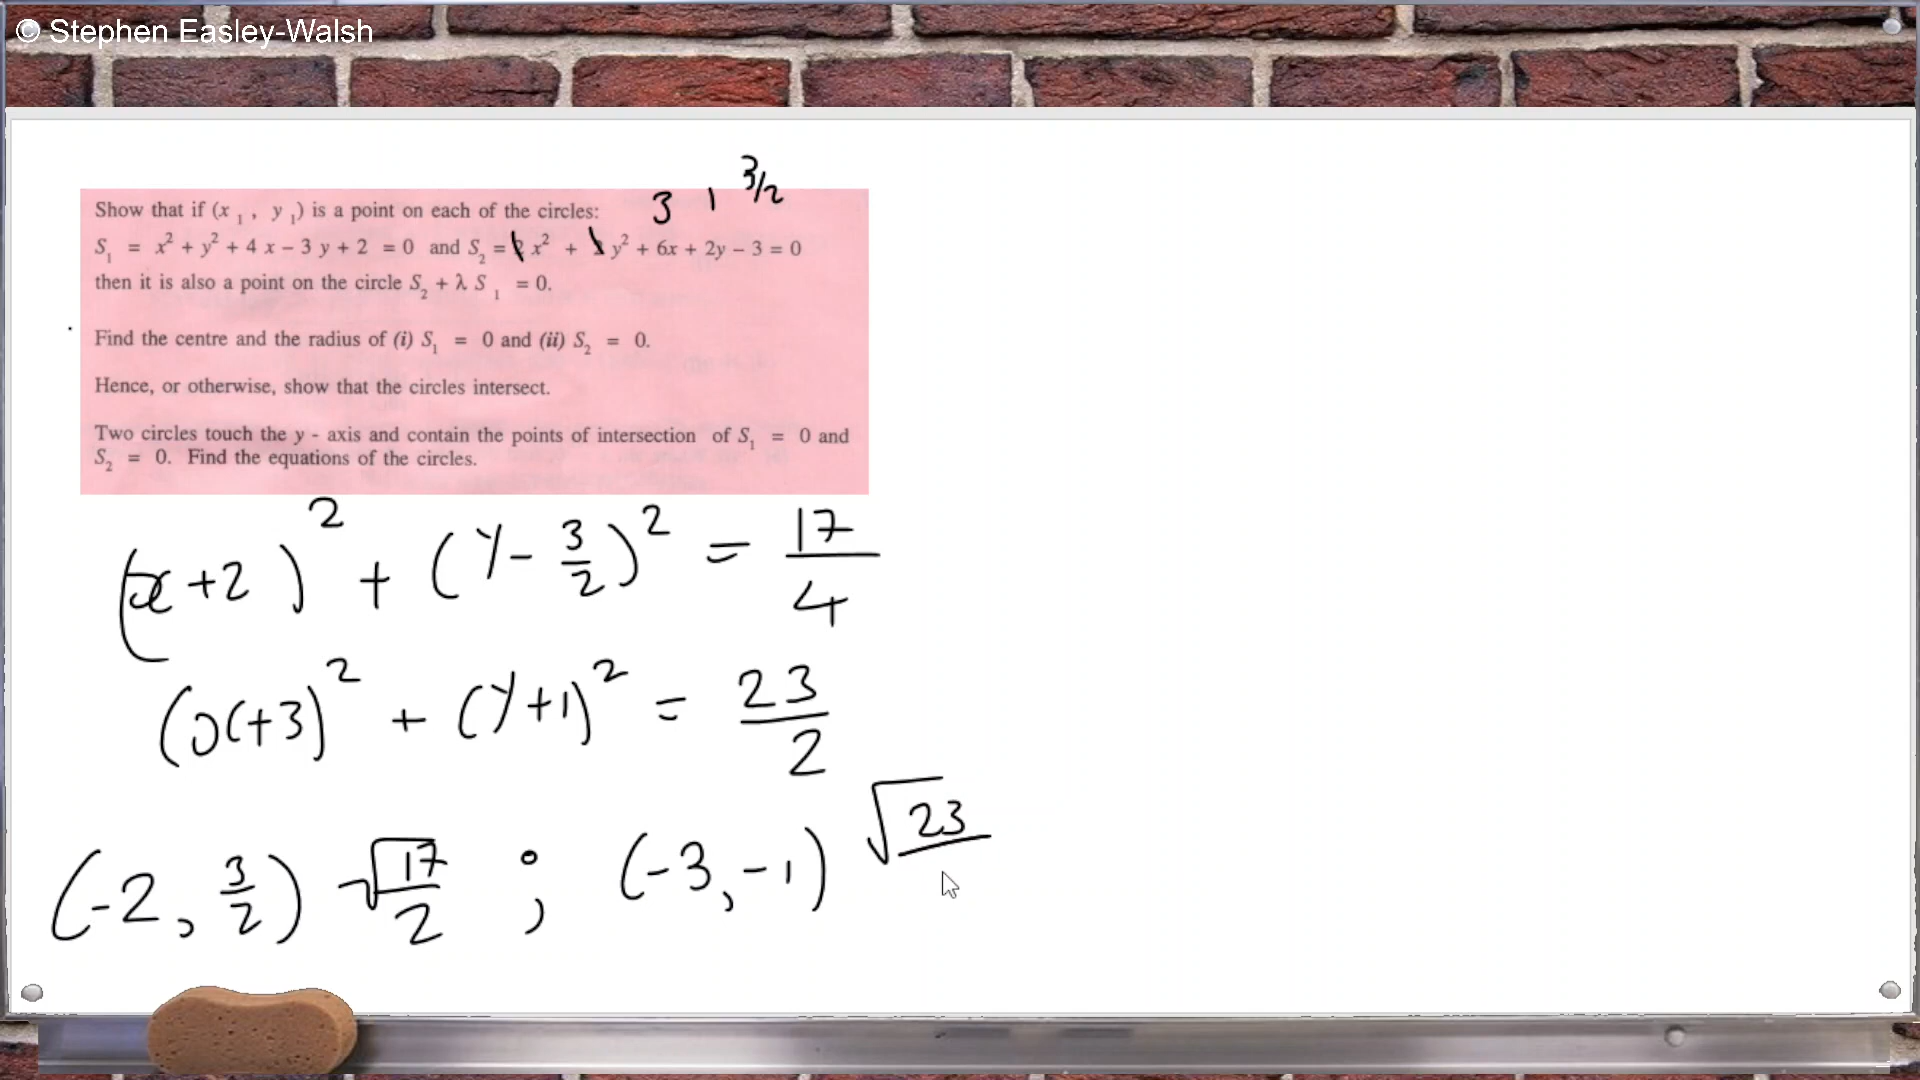 © Stephen Easley-Walsh
3 1 3/2
Show that if (x₁, y₁) is a point on each of the circles:
S₁ = x² + y² + 4 x − 3 y + 2 = 0 and S₂ = x² + y² + 6x + 2y − 3 = 0
then it is also a point on the circle S₂ + λ S₁ = 0.
Find the centre and the radius of (i) S₁ = 0 and (ii) S₂ = 0.
Hence, or otherwise, show that the circles intersect.
Two circles touch the y - axis and contain the points of intersection of S₁ = 0 and
S₂ = 0. Find the equations of the circles.
(x+2)² + (y − 3/2)² = 17/4
(x+3)² + (y+1)² = 23/2
(-2, 3/2) √17/2 ; (-3, -1) √23